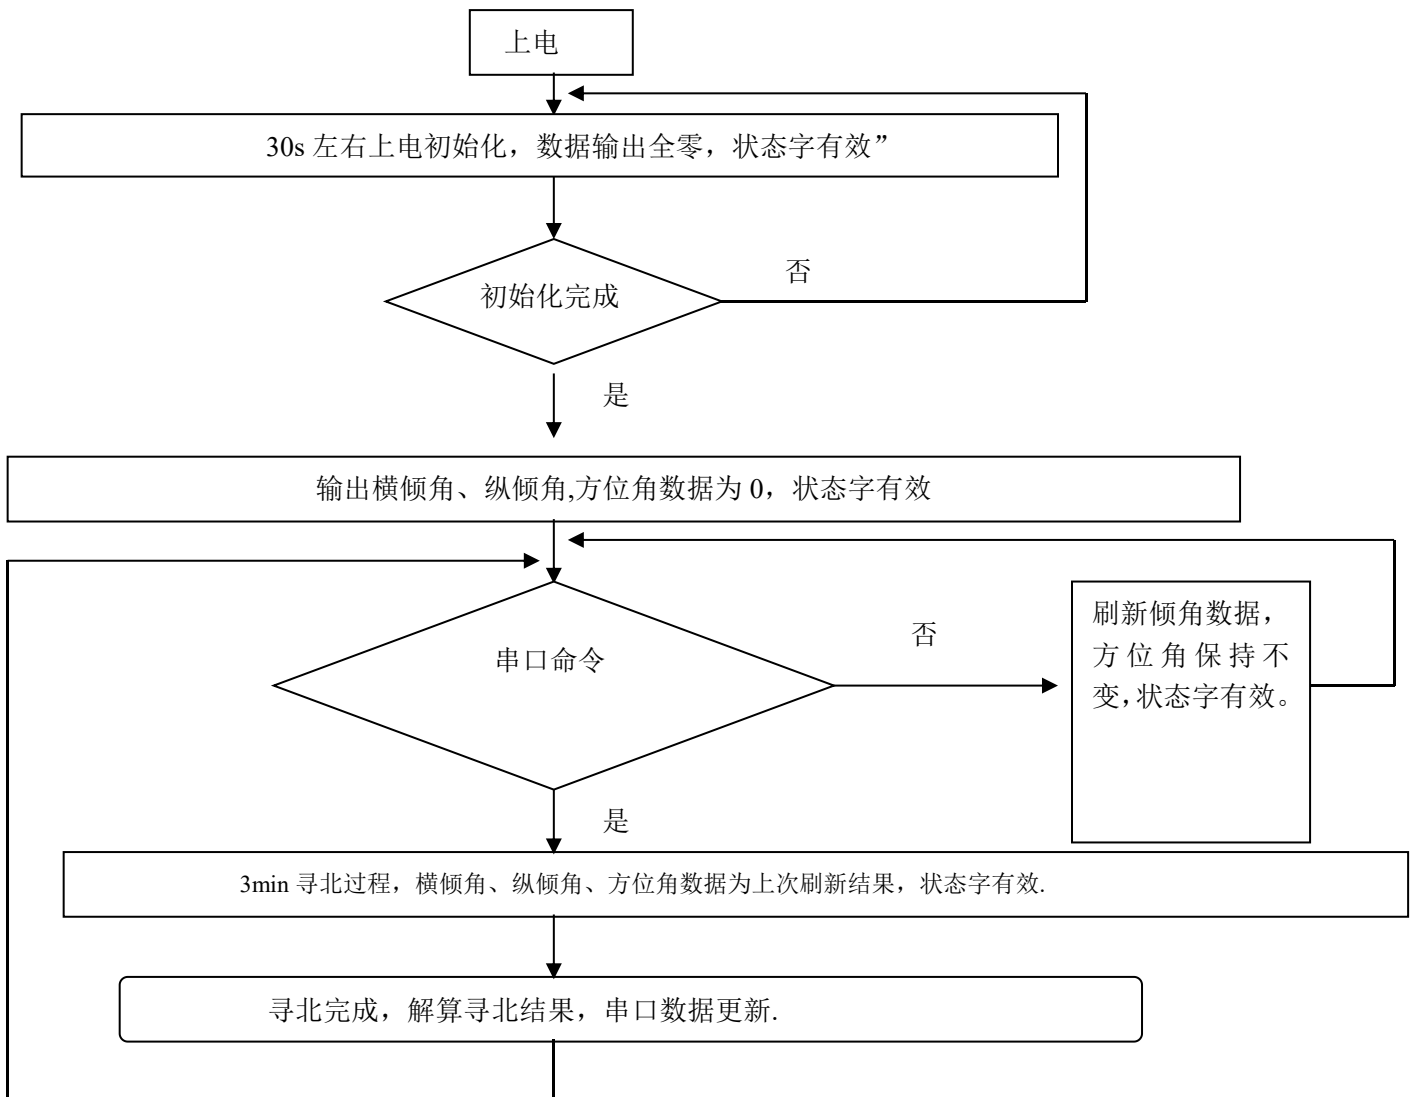 上电
30s 左右上电初始化，数据输出全零，状态字有效”
否
初始化完成
是
输出横倾角、纵倾角,方位角数据为 0，状态字有效
否
串口命令
刷新倾角数据，
方位角保持不
变，状态字有效。
是
3min 寻北过程，横倾角、纵倾角、方位角数据为上次刷新结果，状态字有效.
寻北完成，解算寻北结果，串口数据更新.